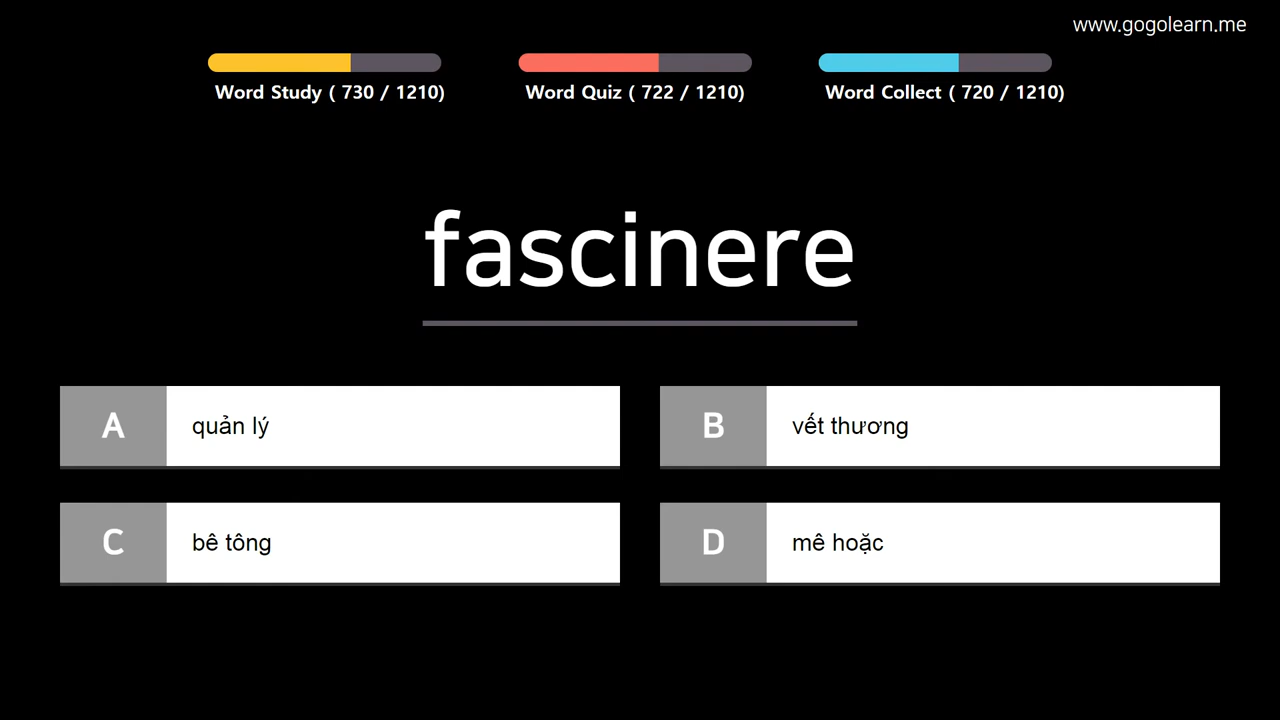 www.gogolearn.me
Word Study ( 730 / 1210)
Word Quiz ( 722 / 1210)
Word Collect ( 720 / 1210)
fascinere
A quản lý
B vết thương
C bê tông
D mê hoặc